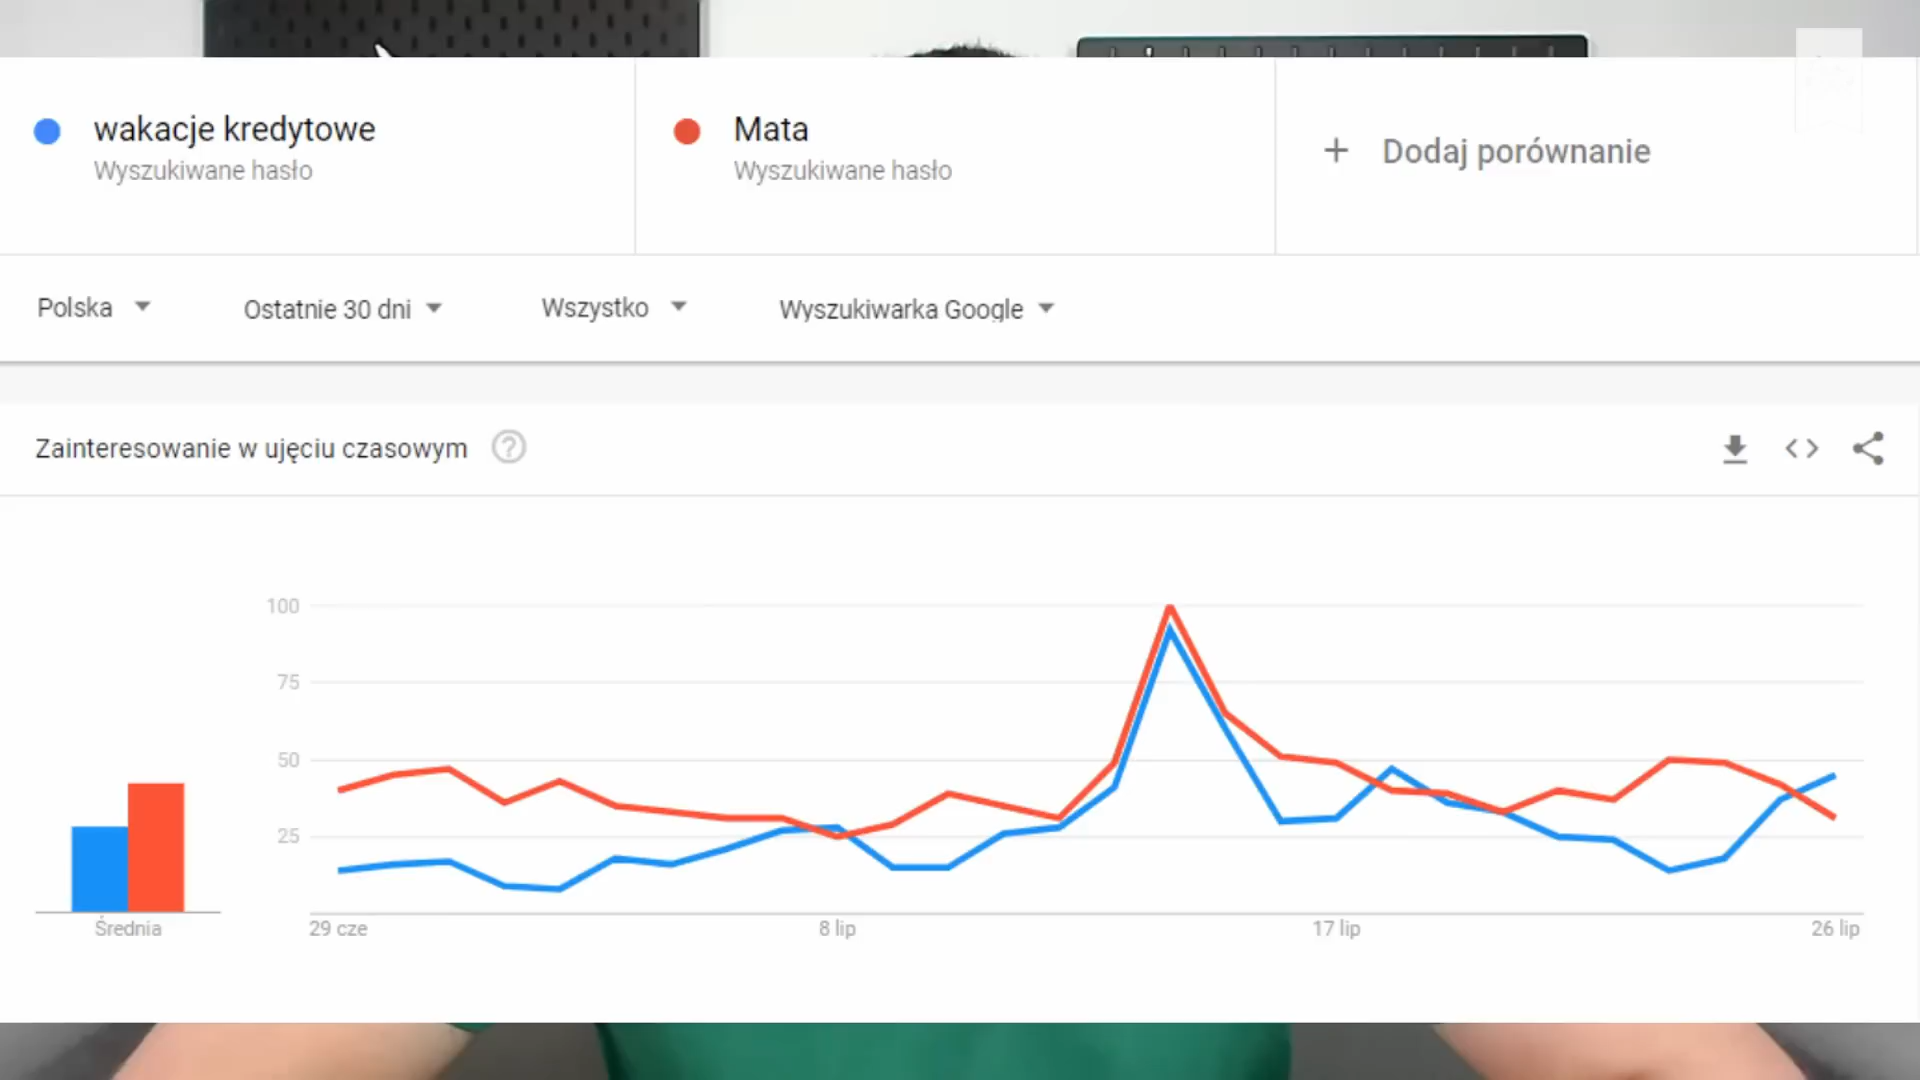 wakacje kredytowe
Wyszukiwane hasło
Mata
Wyszukiwane hasło
+ Dodaj porównanie
Polska
Ostatnie 30 dni
Wszystko
Wyszukiwarka Google
Zainteresowanie w ujęciu czasowym ?
100
75
50
25
Średnia
29 cze
8 lip
17 lip
26 lip